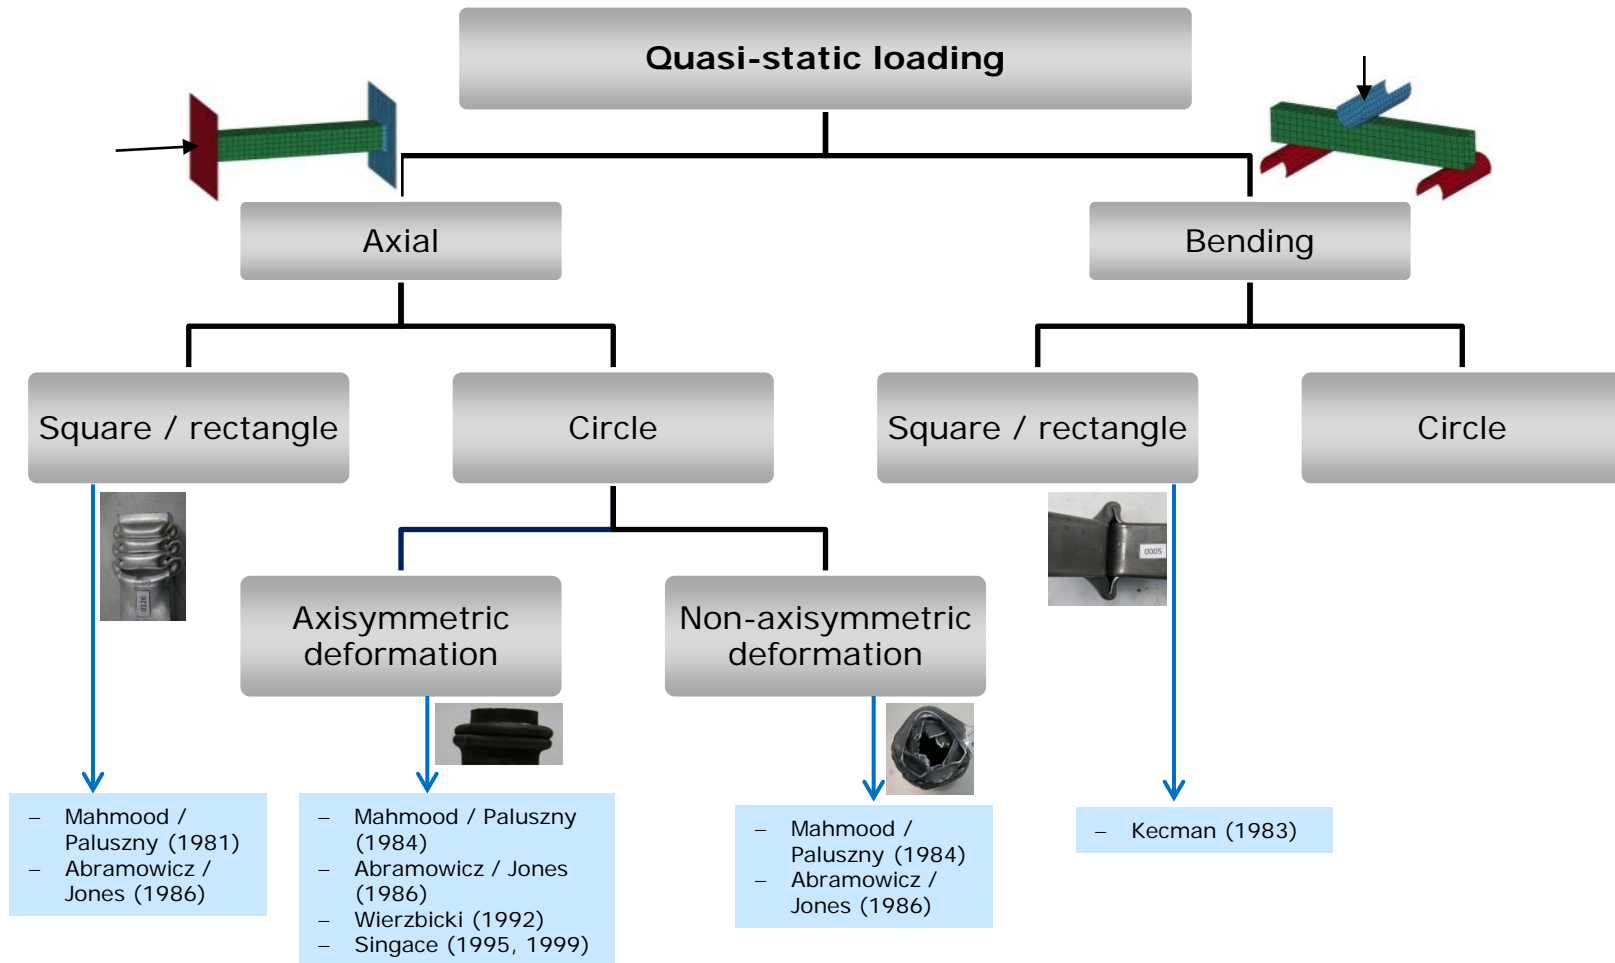 Quasi-static loading
Axial
Bending
Square / rectangle
Circle
Square / rectangle
Circle
0126
0005
Axisymmetric
deformation
Non-axisymmetric
deformation
– Mahmood /
Paluszny (1981)
– Abramowicz /
Jones (1986)
– Mahmood / Paluszny
(1984)
– Abramowicz / Jones
(1986)
– Wierzbicki (1992)
– Singace (1995, 1999)
– Mahmood /
Paluszny (1984)
– Abramowicz /
Jones (1986)
– Kecman (1983)